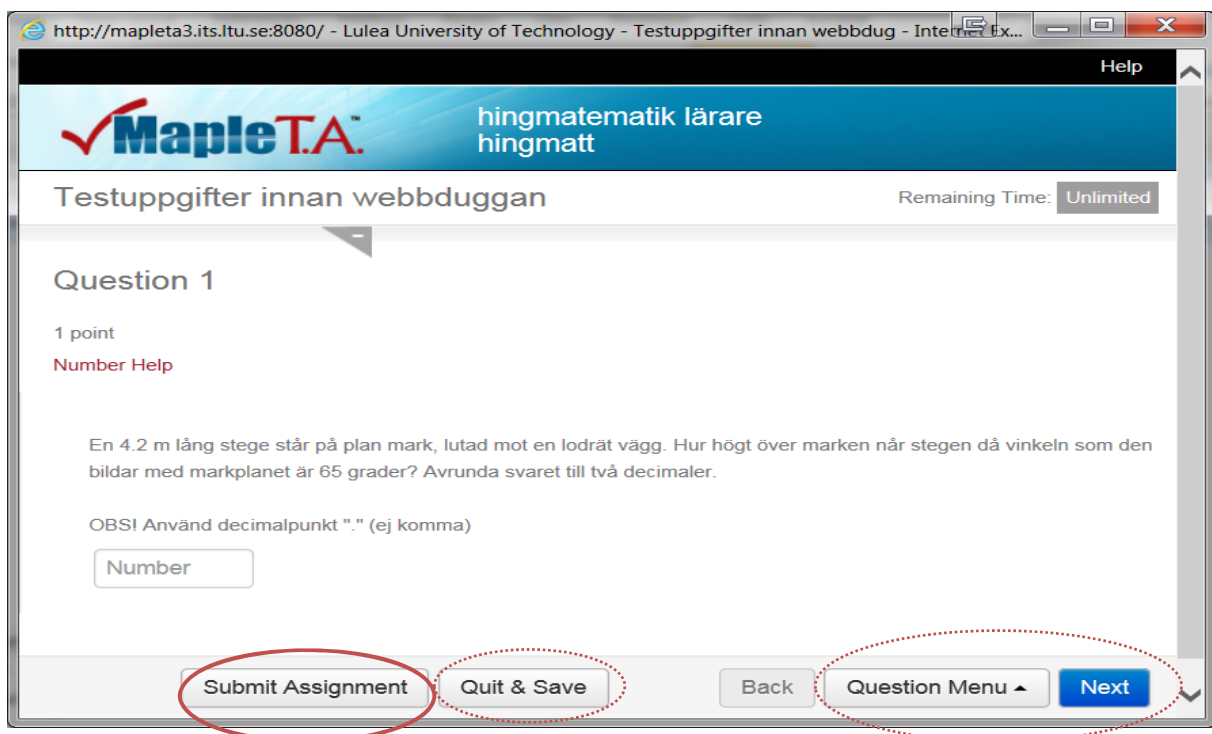 http://mapleta3.its.ltu.se:8080/ - Lulea University of Technology - Testuppgifter innan webbdug - Internet Ex...
Help
MapleT.A.™
hingmatematik lärare
hingmatt
Testuppgifter innan webbduggan
Remaining Time: Unlimited
Question 1
1 point
Number Help
En 4.2 m lång stege står på plan mark, lutad mot en lodrät vägg. Hur högt över marken når stegen då vinkeln som den
bildar med markplanet är 65 grader? Avrunda svaret till två decimaler.
OBS! Använd decimalpunkt "." (ej komma)
Number
Submit Assignment Quit & Save Back Question Menu Next